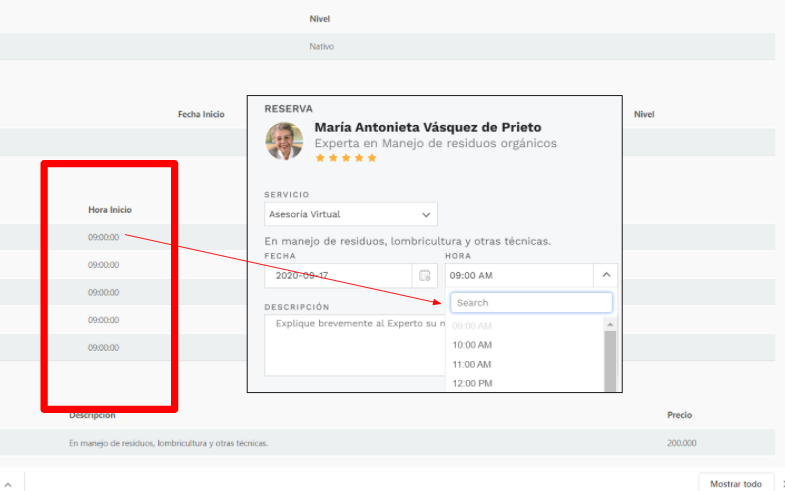 Nivel
Nativo
Fecha Inicio
Nivel
Hora Inicio
09:00:00
09:00:00
09:00:00
09:00:00
09:00:00
RESERVA
María Antonieta Vásquez de Prieto
Experta en Manejo de residuos orgánicos
SERVICIO
Asesoría Virtual
En manejo de residuos, lombricultura y otras técnicas.
FECHA HORA
2020-09-17 09:00 AM
Search
DESCRIPCIÓN
Explique brevemente al Experto su
09:00 AM
10:00 AM
11:00 AM
12:00 PM
Descripción Precio
En manejo de residuos, lombricultura y otras técnicas. 200.000
Mostrar todo